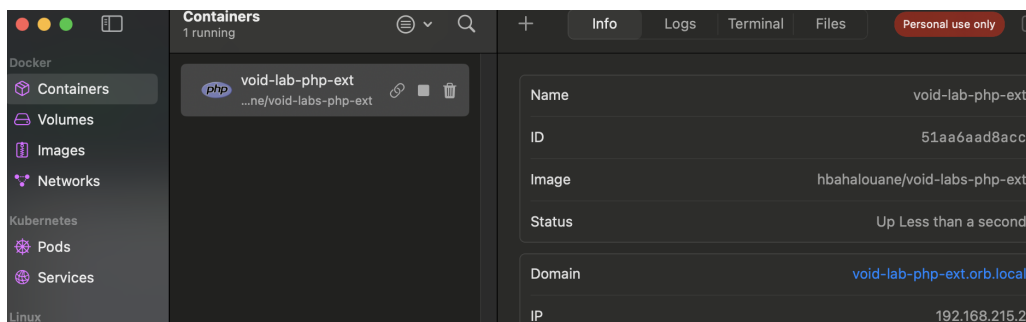 Containers
1 running
Info Logs Terminal Files Personal use only
Docker
Containers
Volumes
Images
Networks
Kubernetes
Pods
Services
Linux
php
void-lab-php-ext
...ne/void-labs-php-ext
Name void-lab-php-ext
ID 51aa6aad8acc
Image hbahalouane/void-labs-php-ext
Status Up Less than a second
Domain void-lab-php-ext.orb.local
IP 192.168.215.2